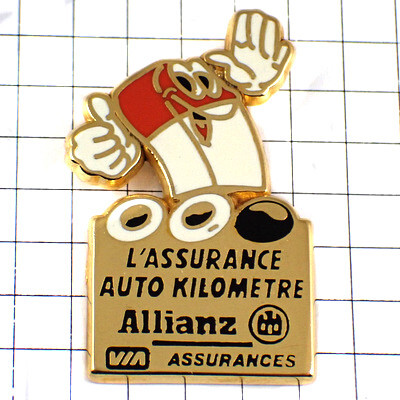 L'ASSURANCE
AUTO KILOMETRE
Allianz
VIA ASSURANCES